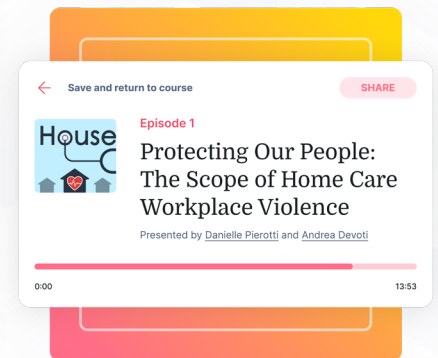 Save and return to course
SHARE
House
Episode 1
Protecting Our People:
The Scope of Home Care
Workplace Violence
Presented by Danielle Pierotti and Andrea Devoti
0:00
13:53